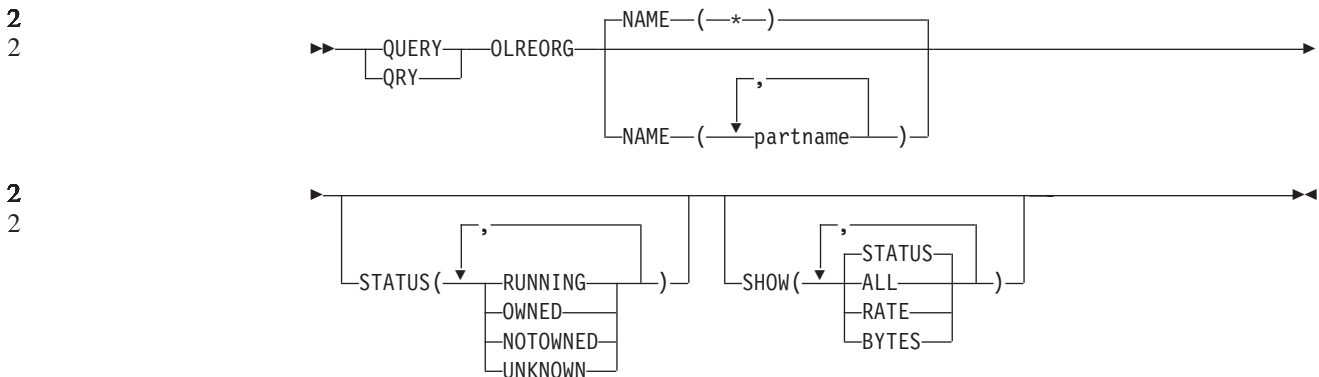 2
NAME ( * )
2
QUERY OLREORG
QRY
,
NAME ( partname )
2
2
, ,
STATUS
STATUS( RUNNING ) SHOW( ALL )
OWNED RATE
NOTOWNED BYTES
UNKNOWN